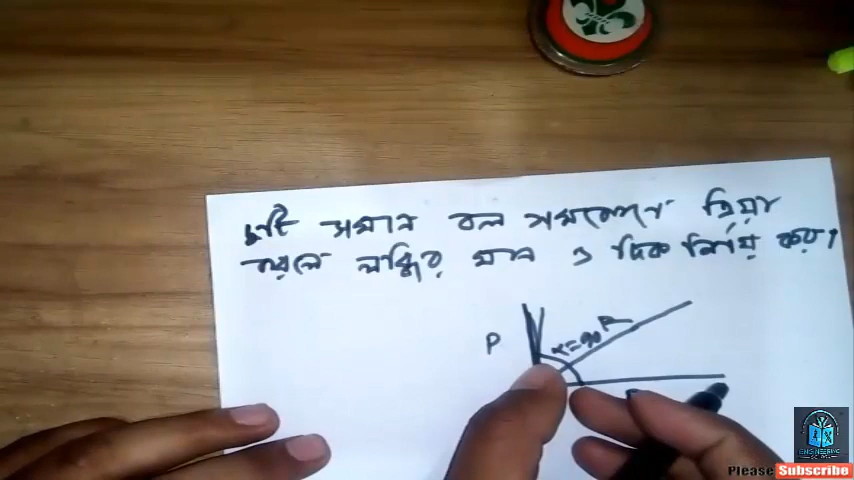 দুটি সমান বল সমকোণে ক্রিয়া
করলে লব্ধির মান ও দিক নির্ণয় কর।
P α=90 R
Please Subscribe